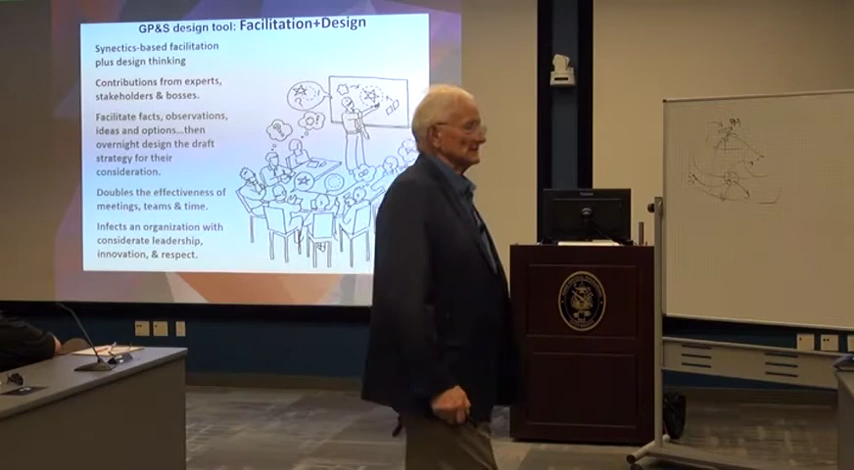 GP&S design tool: Facilitation+Design
Synectics-based facilitation
plus design thinking
Contributions from experts,
stakeholders & bosses.
Facilitate facts, observations,
ideas and options...then
overnight design the draft
strategy for their
consideration.
Doubles the effectiveness of
meetings, teams & time.
Infects an organization with
considerate leadership,
innovation, & respect.